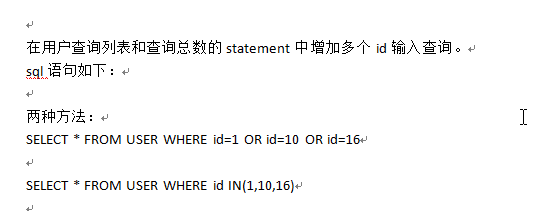 在用户查询列表和查询总数的 statement 中增加多个 id 输入查询。
sql 语句如下：
两种方法：
SELECT * FROM USER WHERE id=1 OR id=10 OR id=16
SELECT * FROM USER WHERE id IN(1,10,16)